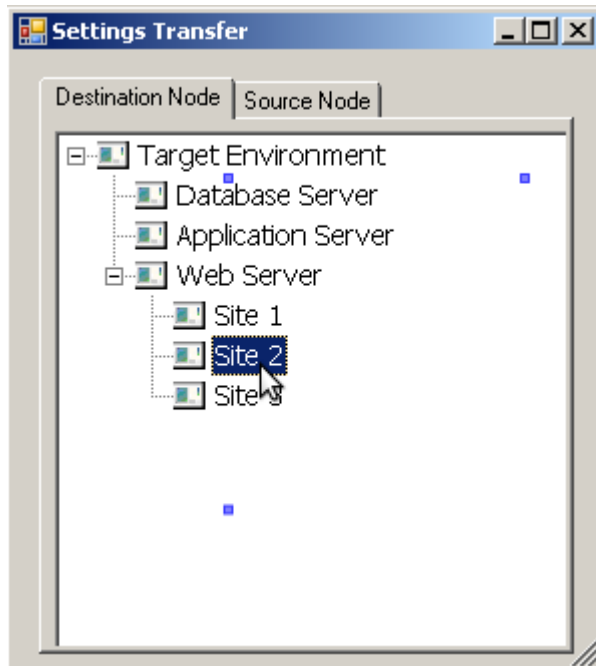 Settings Transfer
Destination Node Source Node
Target Environment
Database Server
Application Server
Web Server
Site 1
Site 2
Site 3